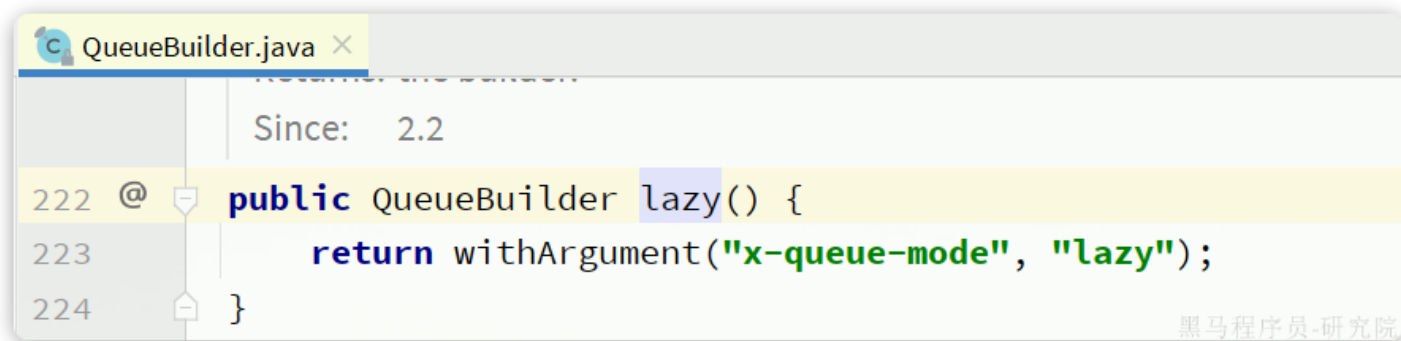 QueueBuilder.java
Since: 2.2
222 @ public QueueBuilder lazy() {
223 return withArgument("x-queue-mode", "lazy");
224 }
黑马程序员-研究院